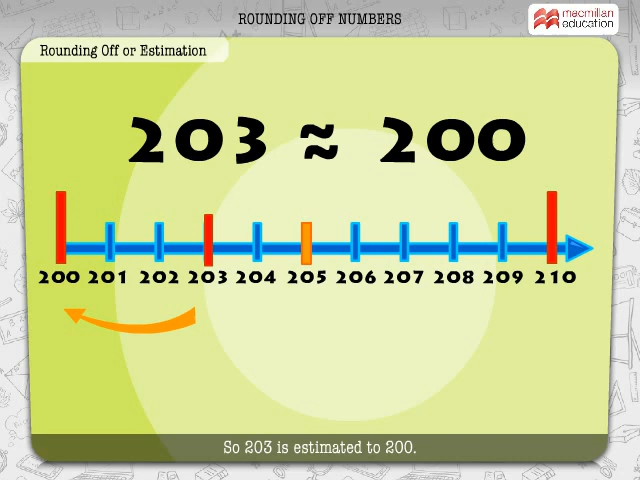 ROUNDING OFF NUMBERS
macmillan
education
Rounding Off or Estimation
203 ≈ 200
200 201 202 203 204 205 206 207 208 209 210
So 203 is estimated to 200.